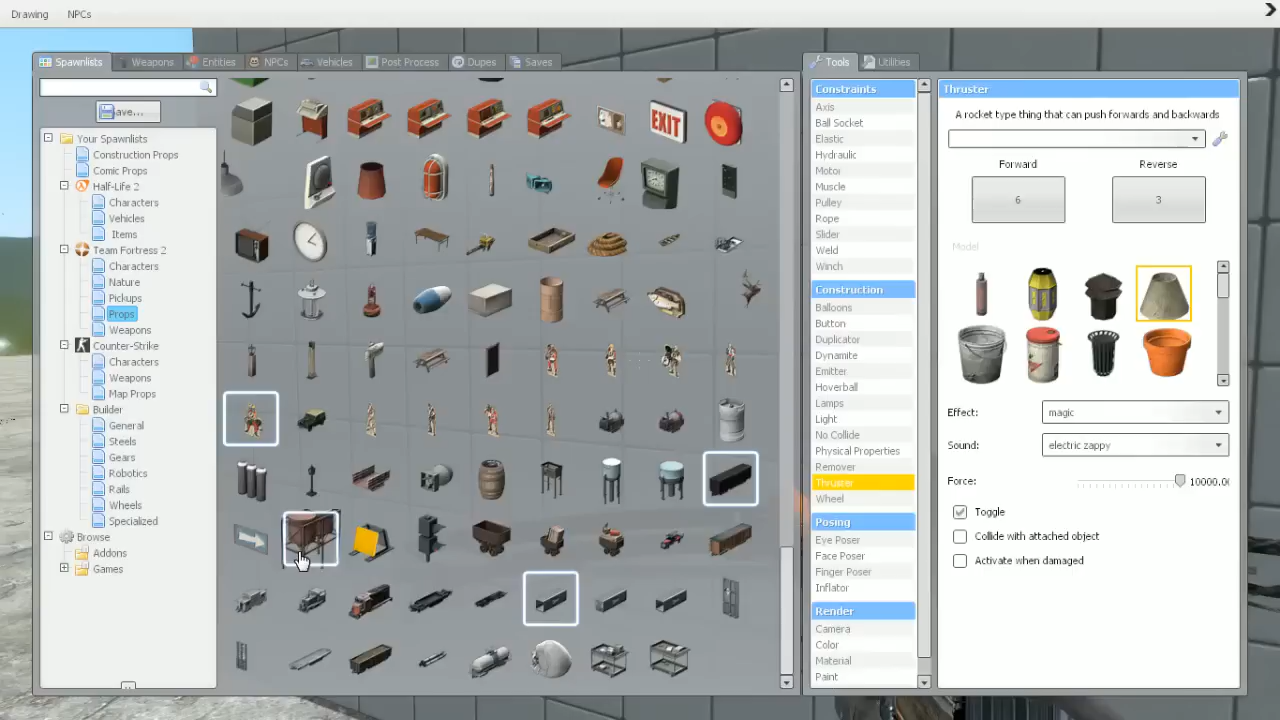 Drawing NPCs
Spawnlists Weapons Entities NPCs Vehicles Post Process Dupes Saves
Tools Utilities
ave...
Your Spawnlists
Construction Props
Comic Props
Half-Life 2
Characters
Vehicles
Items
Team Fortress 2
Characters
Nature
Pickups
Props
Weapons
Counter-Strike
Characters
Weapons
Map Props
Builder
General
Steels
Gears
Robotics
Rails
Wheels
Specialized
Browse
Addons
Games
EXIT
Constraints
Axis
Ball Socket
Elastic
Hydraulic
Motor
Muscle
Pulley
Rope
Slider
Weld
Winch
Construction
Balloons
Button
Duplicator
Dynamite
Emitter
Hoverball
Lamps
Light
No Collide
Physical Properties
Remover
Thruster
Wheel
Posing
Eye Poser
Face Poser
Finger Poser
Inflator
Render
Camera
Color
Material
Paint
Thruster
A rocket type thing that can push forwards and backwards
Forward Reverse
6 3
Model
Effect: magic
Sound: electric zappy
Force: 10000.0
Toggle
Collide with attached object
Activate when damaged